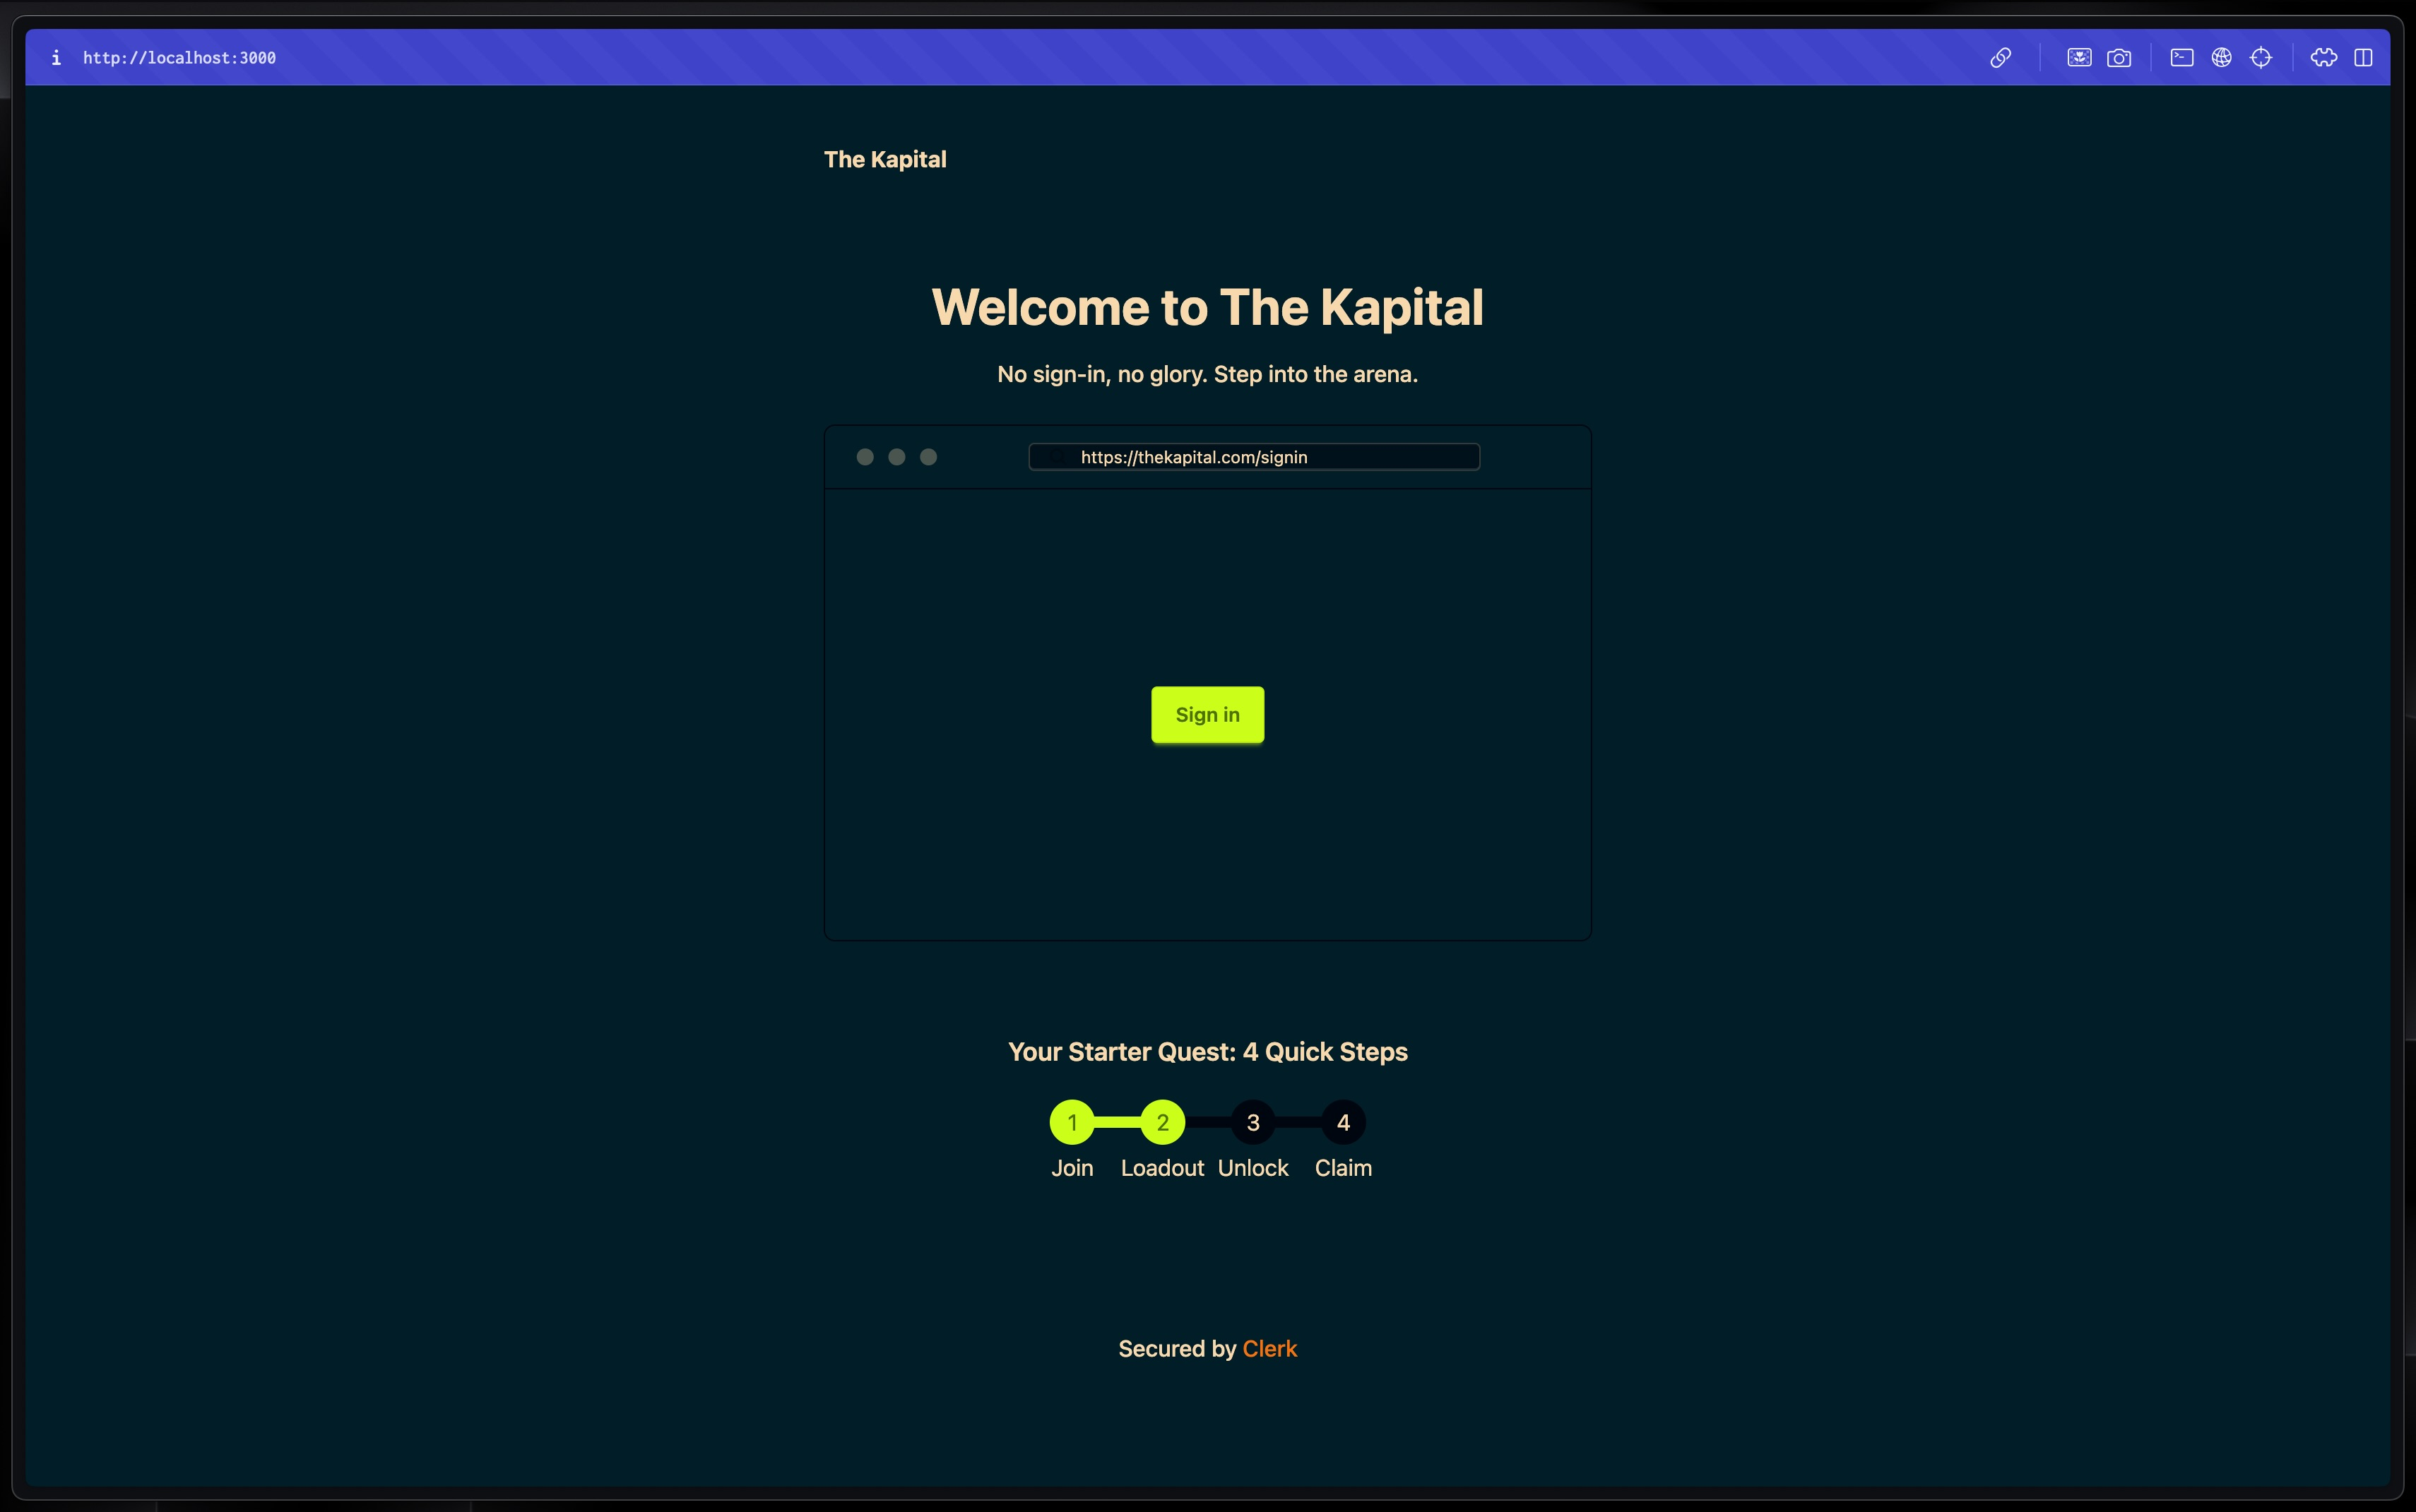 http://localhost:3000
The Kapital
Welcome to The Kapital
No sign-in, no glory. Step into the arena.
https://thekapital.com/signin
Sign in
Your Starter Quest: 4 Quick Steps
1 2 3 4
Join Loadout Unlock Claim
Secured by Clerk